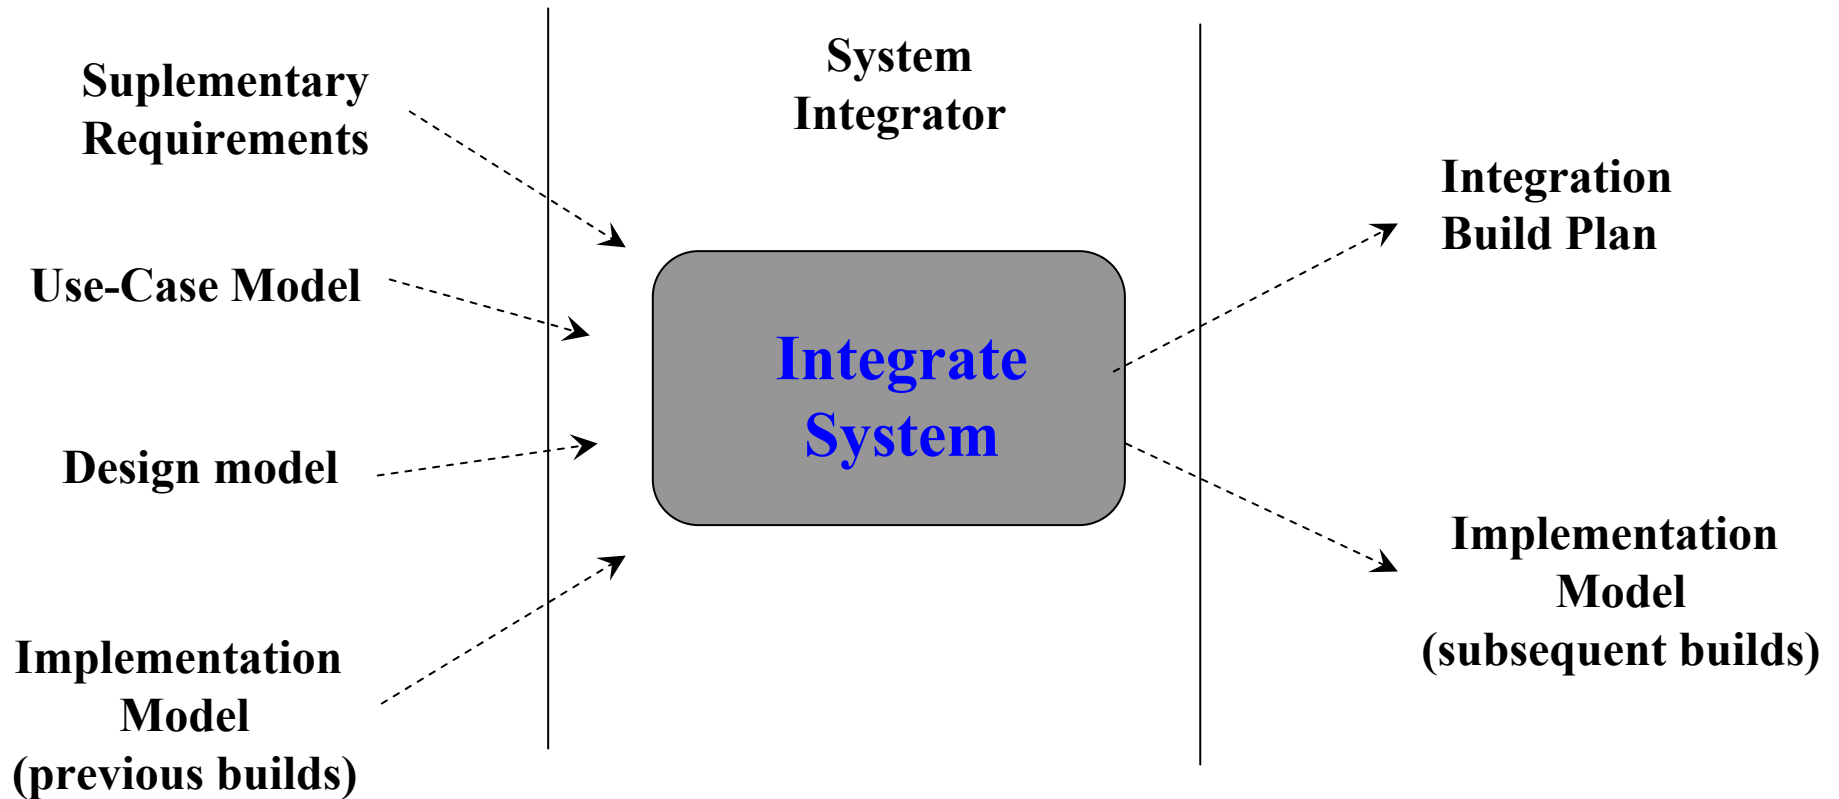 Suplementary
Requirements
Use-Case Model
Design model
Implementation
Model
(previous builds)
System
Integrator
Integrate
System
Integration
Build Plan
Implementation
Model
(subsequent builds)